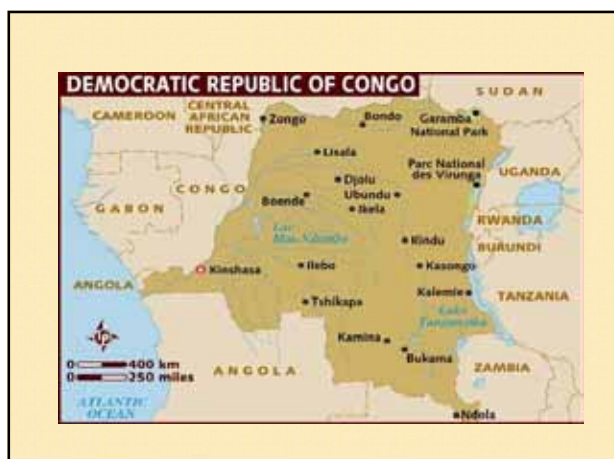 DEMOCRATIC REPUBLIC OF CONGO
SUDAN
CAMEROON
CENTRAL
AFRICAN
REPUBLIC
Zongo
Bondo
Garamba
National Park
Lisala
Parc National
des Virunga
UGANDA
CONGO
Djolu
Boende
Ubundu
Ikela
GABON
RWANDA
Lac
Mai-Ndombe
Kindu
BURUNDI
Kinshasa
Ilebo
Kasongo
ANGOLA
Kalemie
TANZANIA
Tshikapa
Lake
Tanganyika
Kamina
Bukama
0 400 km
0 250 miles
ANGOLA
ZAMBIA
ATLANTIC
OCEAN
Ndola